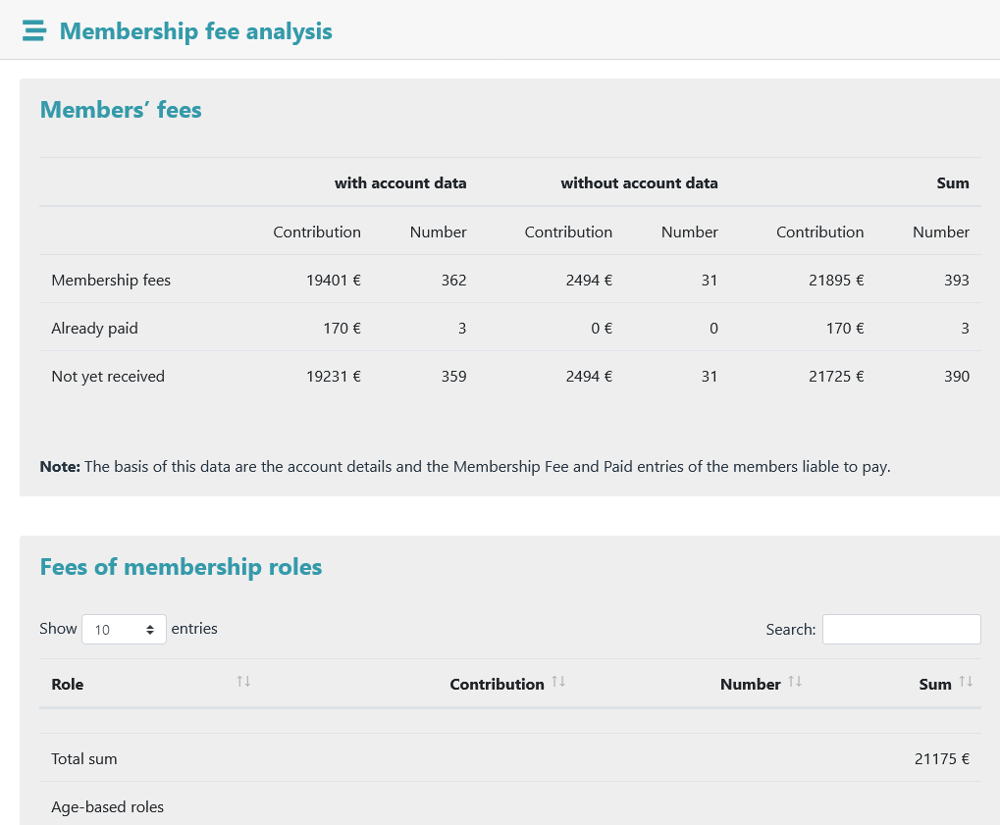 Membership fee analysis
Members’ fees
with account data without account data Sum
Contribution Number Contribution Number Contribution Number
Membership fees 19401 € 362 2494 € 31 21895 € 393
Already paid 170 € 3 0 € 0 170 € 3
Not yet received 19231 € 359 2494 € 31 21725 € 390
Note: The basis of this data are the account details and the Membership Fee and Paid entries of the members liable to pay.
Fees of membership roles
Show 10 entries Search:
Role Contribution Number Sum
Total sum 21175 €
Age-based roles